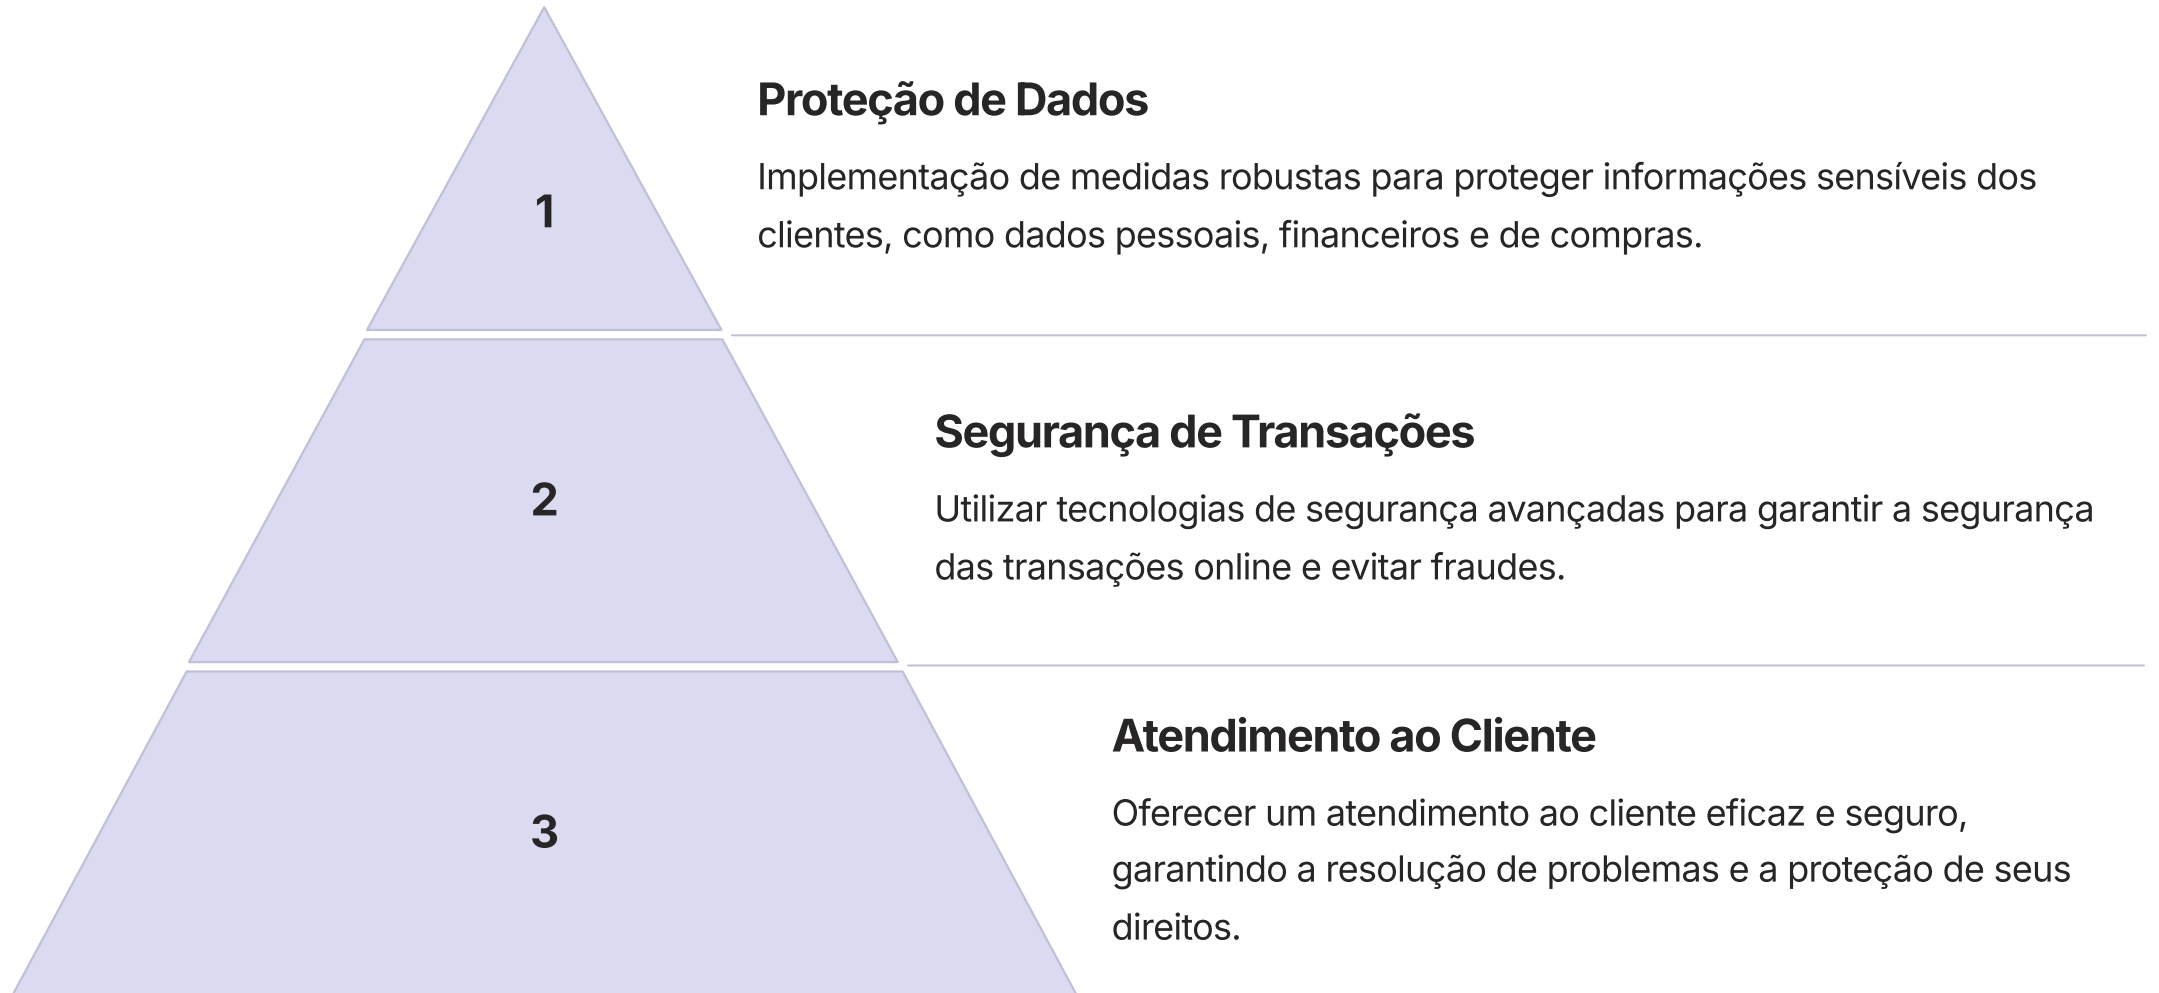 1
Proteção de Dados
Implementação de medidas robustas para proteger informações sensíveis dos
clientes, como dados pessoais, financeiros e de compras.
2
Segurança de Transações
Utilizar tecnologias de segurança avançadas para garantir a segurança
das transações online e evitar fraudes.
3
Atendimento ao Cliente
Oferecer um atendimento ao cliente eficaz e seguro,
garantindo a resolução de problemas e a proteção de seus
direitos.